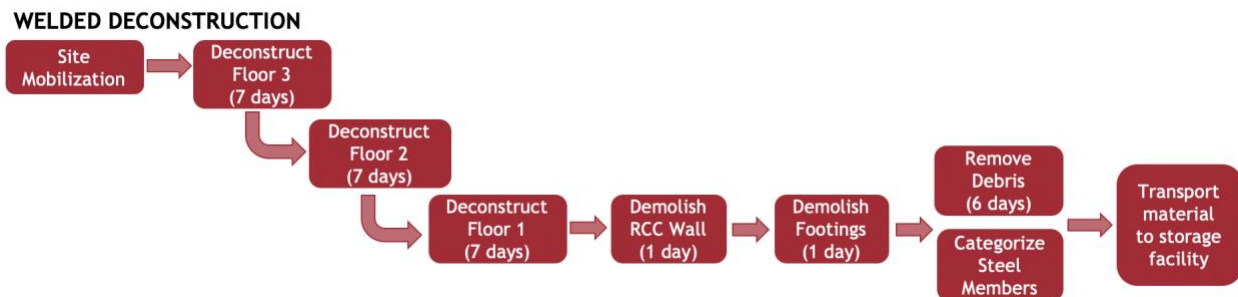 WELDED DECONSTRUCTION
Site
Mobilization
Deconstruct
Floor 3
(7 days)
Deconstruct
Floor 2
(7 days)
Deconstruct
Floor 1
(7 days)
Demolish
RCC Wall
(1 day)
Demolish
Footings
(1 day)
Remove
Debris
(6 days)
Categorize
Steel
Members
Transport
material
to storage
facility